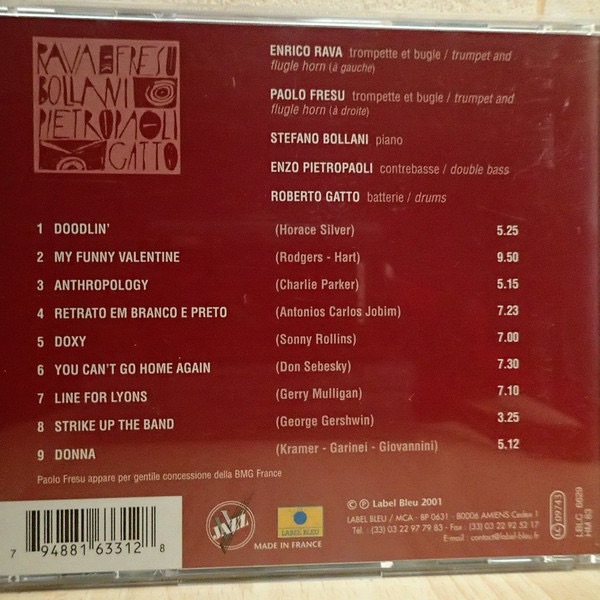 RAVA FRESU
BOLLANI
PIETROPAOLI
GATTO
ENRICO RAVA trompette et bugle / trumpet and
flugle horn (à gauche)
PAOLO FRESU trompette et bugle / trumpet and
flugle horn (à droite)
STEFANO BOLLANI piano
ENZO PIETROPAOLI contrebasse / double bass
ROBERTO GATTO batterie / drums
1 DOODLIN' (Horace Silver) 5.25
2 MY FUNNY VALENTINE (Rodgers - Hart) 9.50
3 ANTHROPOLOGY (Charlie Parker) 5.15
4 RETRATO EM BRANCO E PRETO (Antonios Carlos Jobim) 7.23
5 DOXY (Sonny Rollins) 7.00
6 YOU CAN'T GO HOME AGAIN (Don Sebesky) 7.30
7 LINE FOR LYONS (Gerry Mulligan) 7.10
8 STRIKE UP THE BAND (George Gershwin) 3.25
9 DONNA (Kramer - Garinei - Giovannini) 5.12
Paolo Fresu appare per gentile concessione della BMG France
7 94881 63312 8
JAZZ
LABEL BLEU
MADE IN FRANCE
© ℗ Label Bleu 2001
LABEL BLEU / MCA - BP 0631 - 80006 AMIENS Cedex 1
Tél. : (33) 03 22 97 79 83 - Fax : (33) 03 22 92 52 17
E-mail : contact@label-bleu.fr
09743
LBLC 6629
HM 83